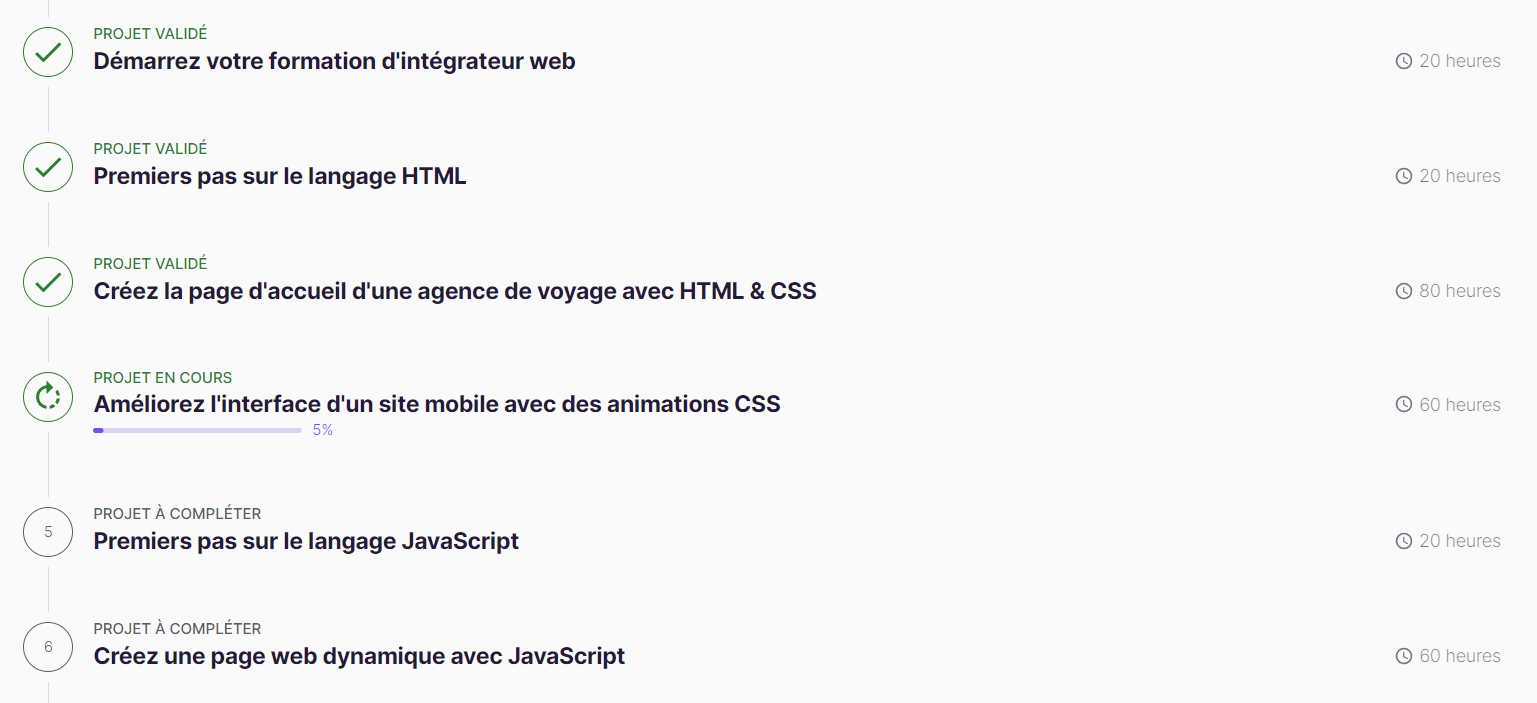 PROJET VALIDÉ
Démarrez votre formation d'intégrateur web
20 heures
PROJET VALIDÉ
Premiers pas sur le langage HTML
20 heures
PROJET VALIDÉ
Créez la page d'accueil d'une agence de voyage avec HTML & CSS
80 heures
PROJET EN COURS
Améliorez l'interface d'un site mobile avec des animations CSS
60 heures
5%
5
PROJET À COMPLÉTER
Premiers pas sur le langage JavaScript
20 heures
6
PROJET À COMPLÉTER
Créez une page web dynamique avec JavaScript
60 heures